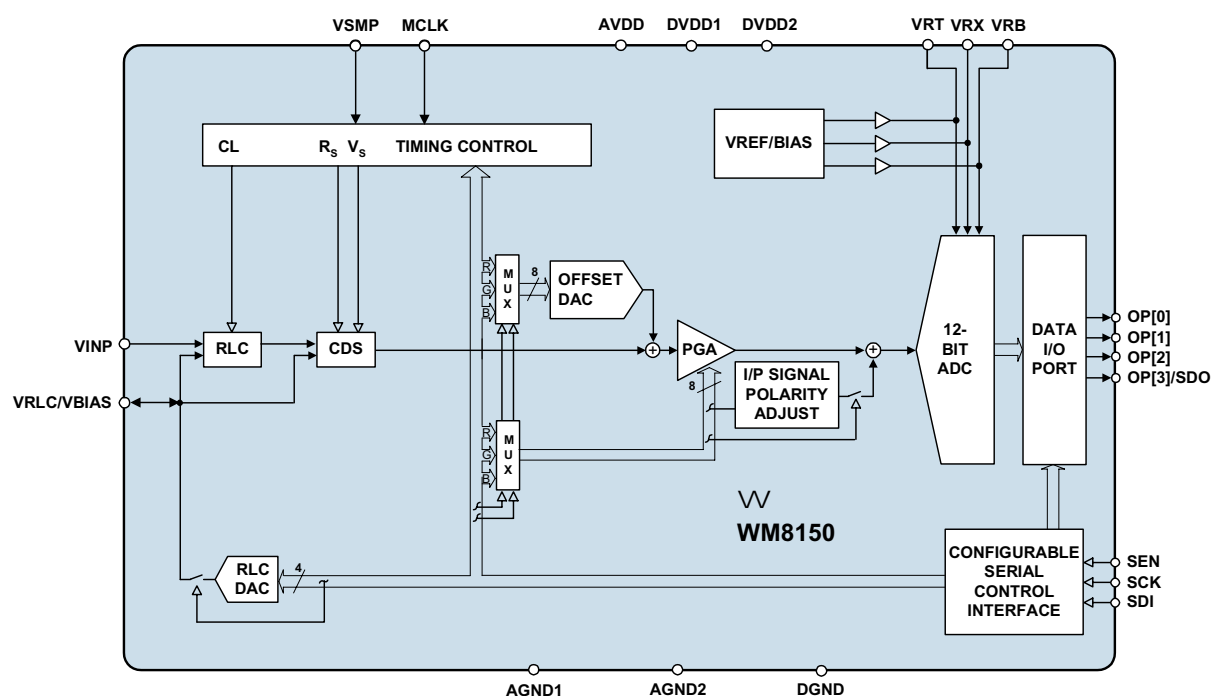 VSMP MCLK AVDD DVDD1 DVDD2 VRT VRX VRB
CL RS VS TIMING CONTROL
VREF/BIAS
R
G
B
MUX
8
OFFSET
DAC
VINP
RLC
CDS
PGA
8
I/P SIGNAL
POLARITY
ADJUST
12-
BIT
ADC
DATA
I/O
PORT
OP[0]
OP[1]
OP[2]
OP[3]/SDO
VRLC/VBIAS
R
G
B
MUX
WM8150
RLC
DAC
4
CONFIGURABLE
SERIAL
CONTROL
INTERFACE
SEN
SCK
SDI
AGND1 AGND2 DGND